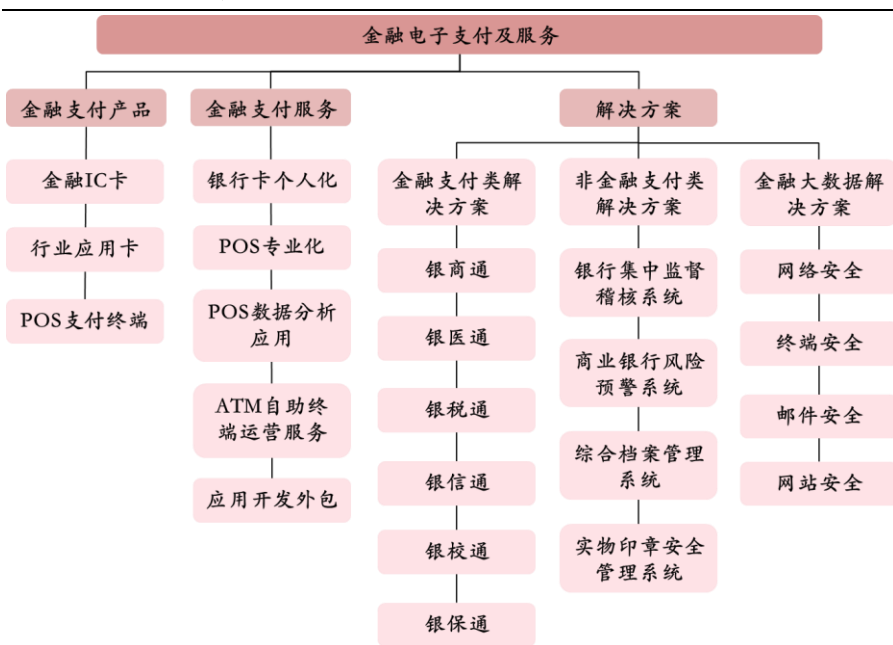 金融电子支付及服务
金融支付产品
金融支付服务
解决方案
金融IC卡
行业应用卡
POS支付终端
银行卡个人化
POS专业化
POS数据分析
应用
ATM自助终
端运营服务
应用开发外包
金融支付类解
决方案
银商通
银医通
银税通
银信通
银校通
银保通
非金融支付类
解决方案
银行集中监督
稽核系统
商业银行风险
预警系统
综合档案管理
系统
实物印章安全
管理系统
金融大数据解
决方案
网络安全
终端安全
邮件安全
网站安全